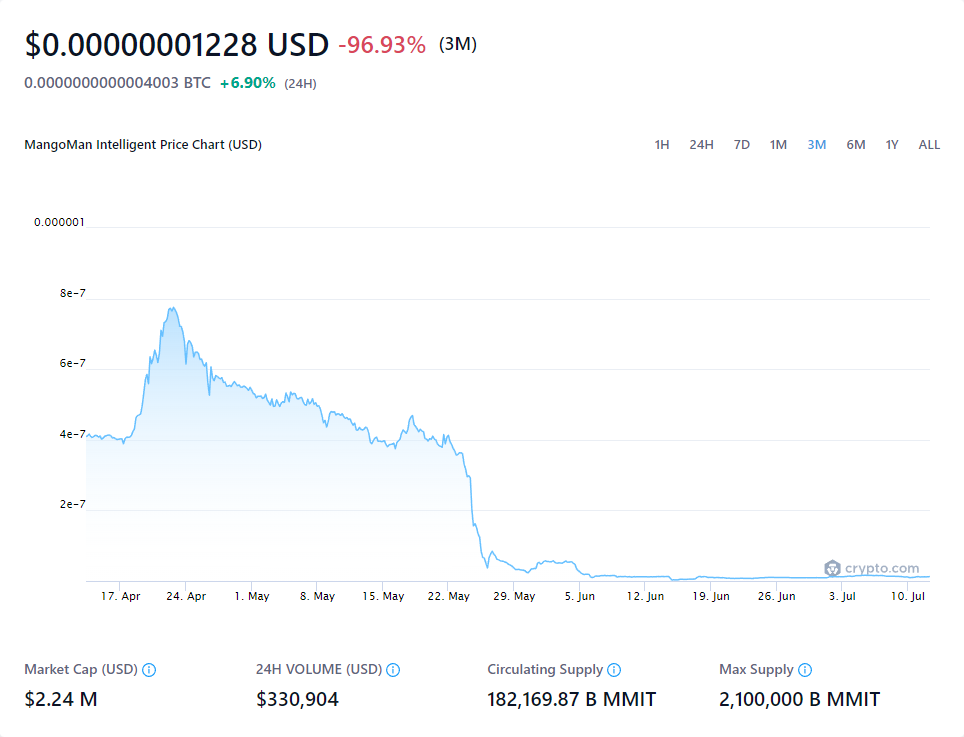 $0.00000001228 USD -96.93% (3M)
0.0000000000004003 BTC +6.90% (24H)
MangoMan Intelligent Price Chart (USD) 1H 24H 7D 1M 3M 6M 1Y ALL
0.000001
8e-7
6e-7
4e-7
2e-7
crypto.com
17. Apr 24. Apr 1. May 8. May 15. May 22. May 29. May 5. Jun 12. Jun 19. Jun 26. Jun 3. Jul 10. Jul
Market Cap (USD) 24H VOLUME (USD) Circulating Supply Max Supply
$2.24 M $330,904 182,169.87 B MMIT 2,100,000 B MMIT